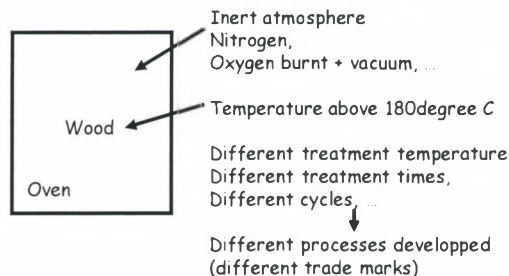 Inert atmosphere
Nitrogen,
Oxygen burnt + vacuum, ...
Temperature above 180degree C
Wood
Different treatment temperature
Different treatment times,
Oven
Different cycles, ...
Different processes developped
(different trade marks)